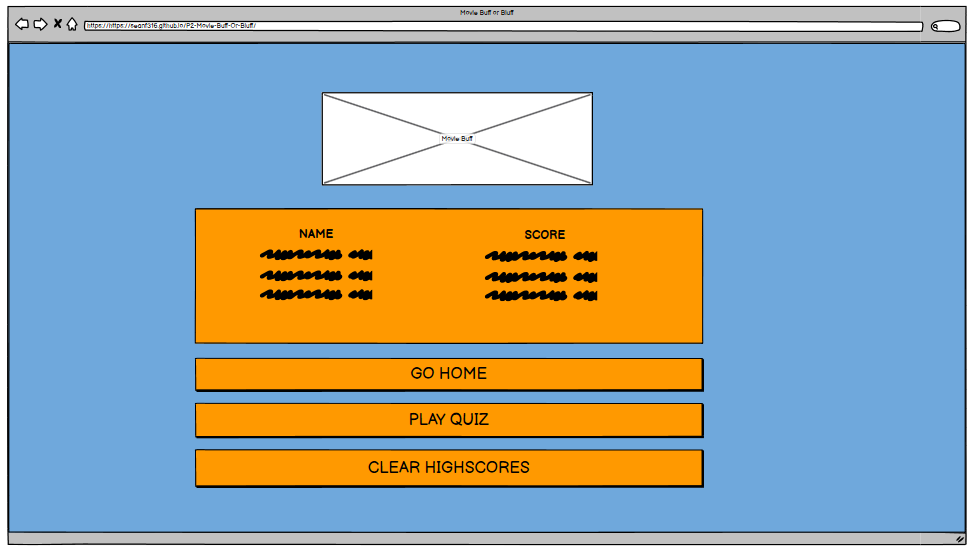 Movie Buff or Bluff
https://https://seanf316.github.io/P2-Movie-Buff-Or-Bluff/
Movie Buff
NAME SCORE
GO HOME
PLAY QUIZ
CLEAR HIGHSCORES